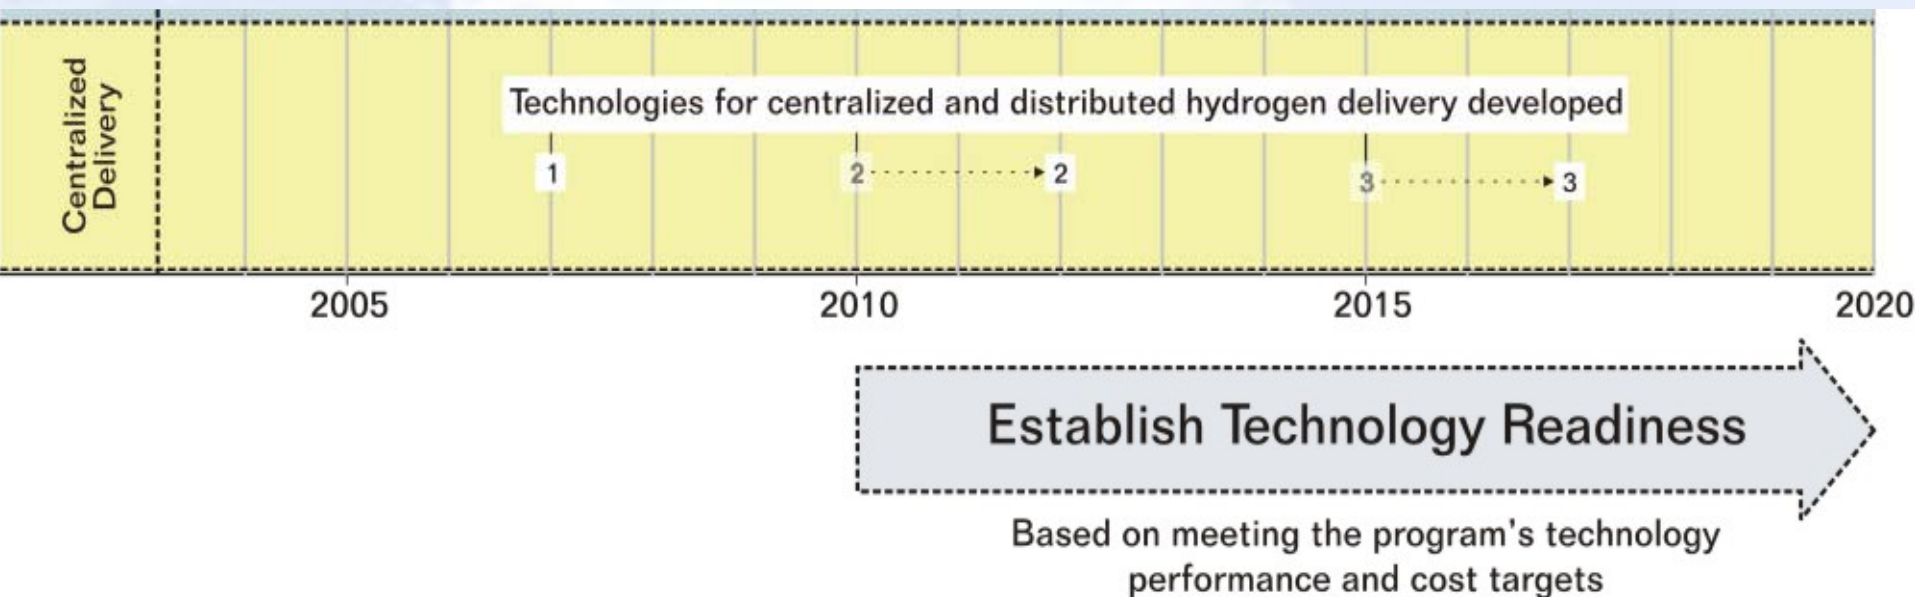 Centralized
Delivery
Technologies for centralized and distributed hydrogen delivery developed
1 2 2 3 3
2005 2010 2015 2020
Establish Technology Readiness
Based on meeting the program's technology
performance and cost targets